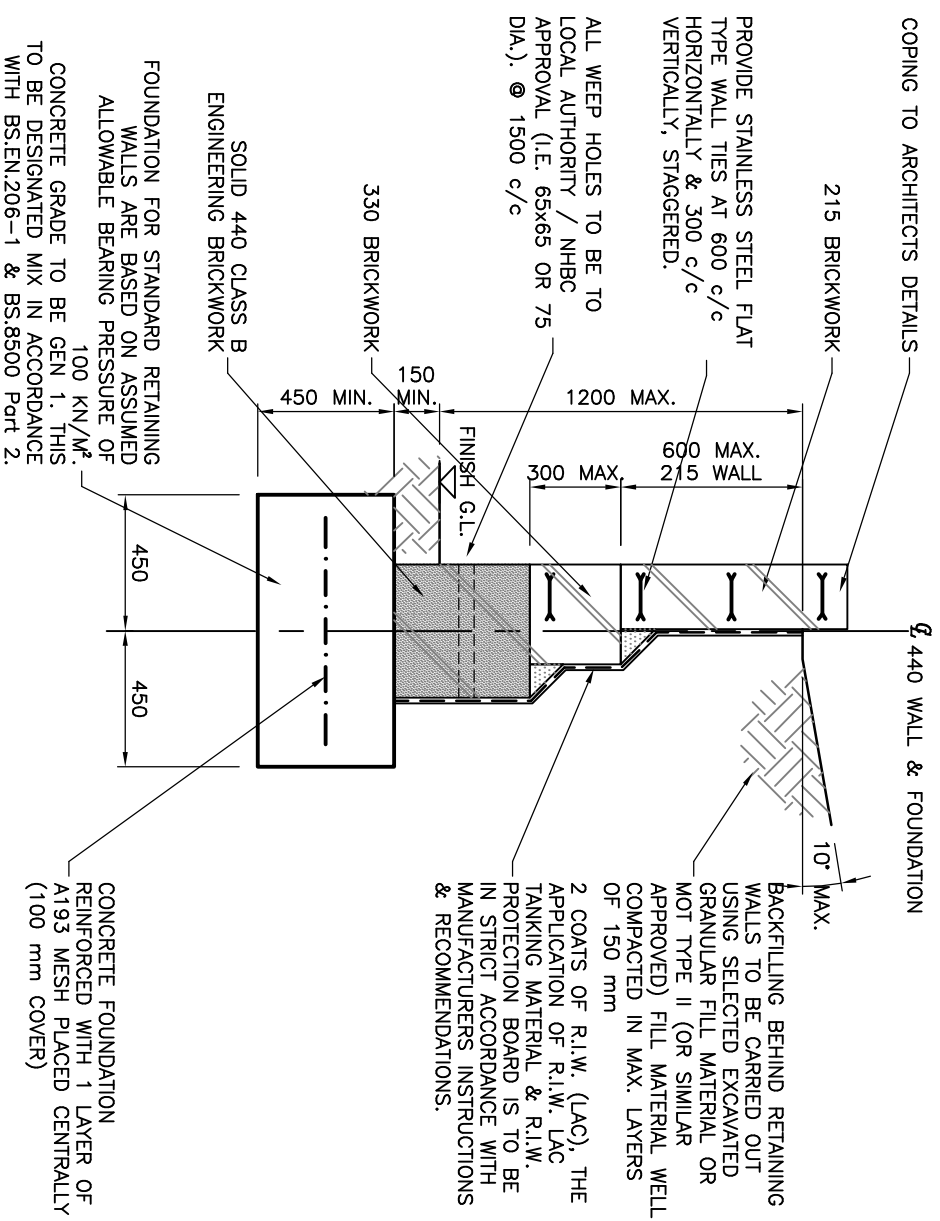 COPING TO ARCHITECTS DETAILS
215 BRICKWORK
PROVIDE STAINLESS STEEL FLAT
TYPE WALL TIES AT 600 c/c
HORIZONTALLY & 300 c/c
VERTICALLY, STAGGERED.
ALL WEEP HOLES TO BE TO
LOCAL AUTHORITY / NHBC
APPROVAL (I.E. 65x65 OR 75
DIA.). @ 1500 c/c
330 BRICKWORK
SOLID 440 CLASS B
ENGINEERING BRICKWORK
FOUNDATION FOR STANDARD RETAINING
WALLS ARE BASED ON ASSUMED
ALLOWABLE BEARING PRESSURE OF
100 KN/M².
CONCRETE GRADE TO BE GEN 1. THIS
TO BE DESIGNATED MIX IN ACCORDANCE
WITH BS.EN.206-1 & BS.8500 Part 2.
1200 MAX.
600 MAX.
215 WALL
300 MAX.
150
MIN.
450 MIN.
FINISH G.L.
450
450
℄ 440 WALL & FOUNDATION
10° MAX.
BACKFILLING BEHIND RETAINING
WALLS TO BE CARRIED OUT
USING SELECTED EXCAVATED
GRANULAR FILL MATERIAL OR
MOT TYPE II (OR SIMILAR
APPROVED) FILL MATERIAL WELL
COMPACTED IN MAX. LAYERS
OF 150 mm
2 COATS OF R.I.W. (LAC), THE
APPLICATION OF R.I.W. LAC
TANKING MATERIAL & R.I.W.
PROTECTION BOARD IS TO BE
IN STRICT ACCORDANCE WITH
MANUFACTURERS INSTRUCTIONS
& RECOMMENDATIONS.
CONCRETE FOUNDATION
REINFORCED WITH 1 LAYER OF
A193 MESH PLACED CENTRALLY
(100 mm COVER)